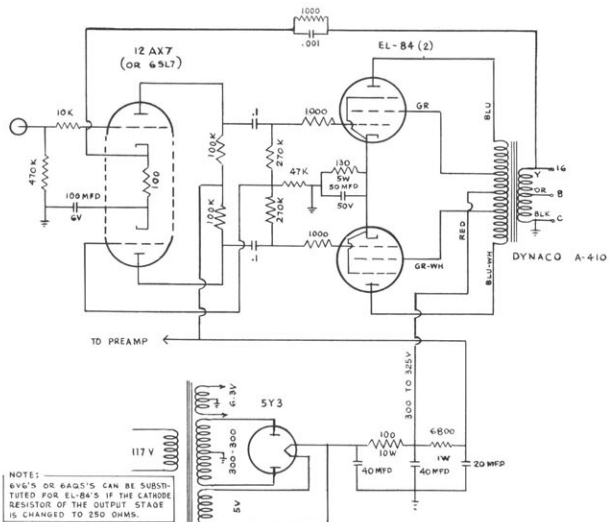 1000
.001
12 AX7
(OR 6SL7)
EL-84 (2)
10K
470K
100 MFD
6V
100
100K
100K
.1
.1
270K
270K
47K
1000
1000
130
5W
50 MFD
50V
GR
GR-WH
BLU
RED
BLU-WH
Y
OR
BLK
16
8
C
DYNACO A-410
TO PREAMP
300 TO 325V
117 V
6.3V
300-300
5V
5Y3
100
10W
6800
1W
40 MFD
40 MFD
20 MFD
NOTE:
6V6'S OR 6AQ5'S CAN BE SUBSTI-
TUTED FOR EL-84'S IF THE CATHODE
RESISTOR OF THE OUTPUT STAGE
IS CHANGED TO 250 OHMS.